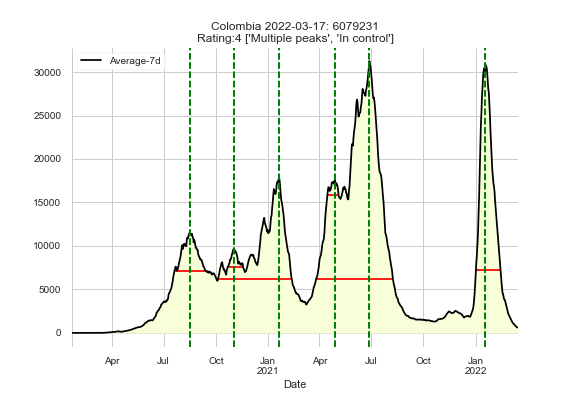 Colombia 2022-03-17: 6079231
Rating:4 ['Multiple peaks', 'In control']
Average-7d
30000
25000
20000
15000
10000
5000
0
Apr Jul Oct Jan Apr Jul Oct Jan
2021 2022
Date